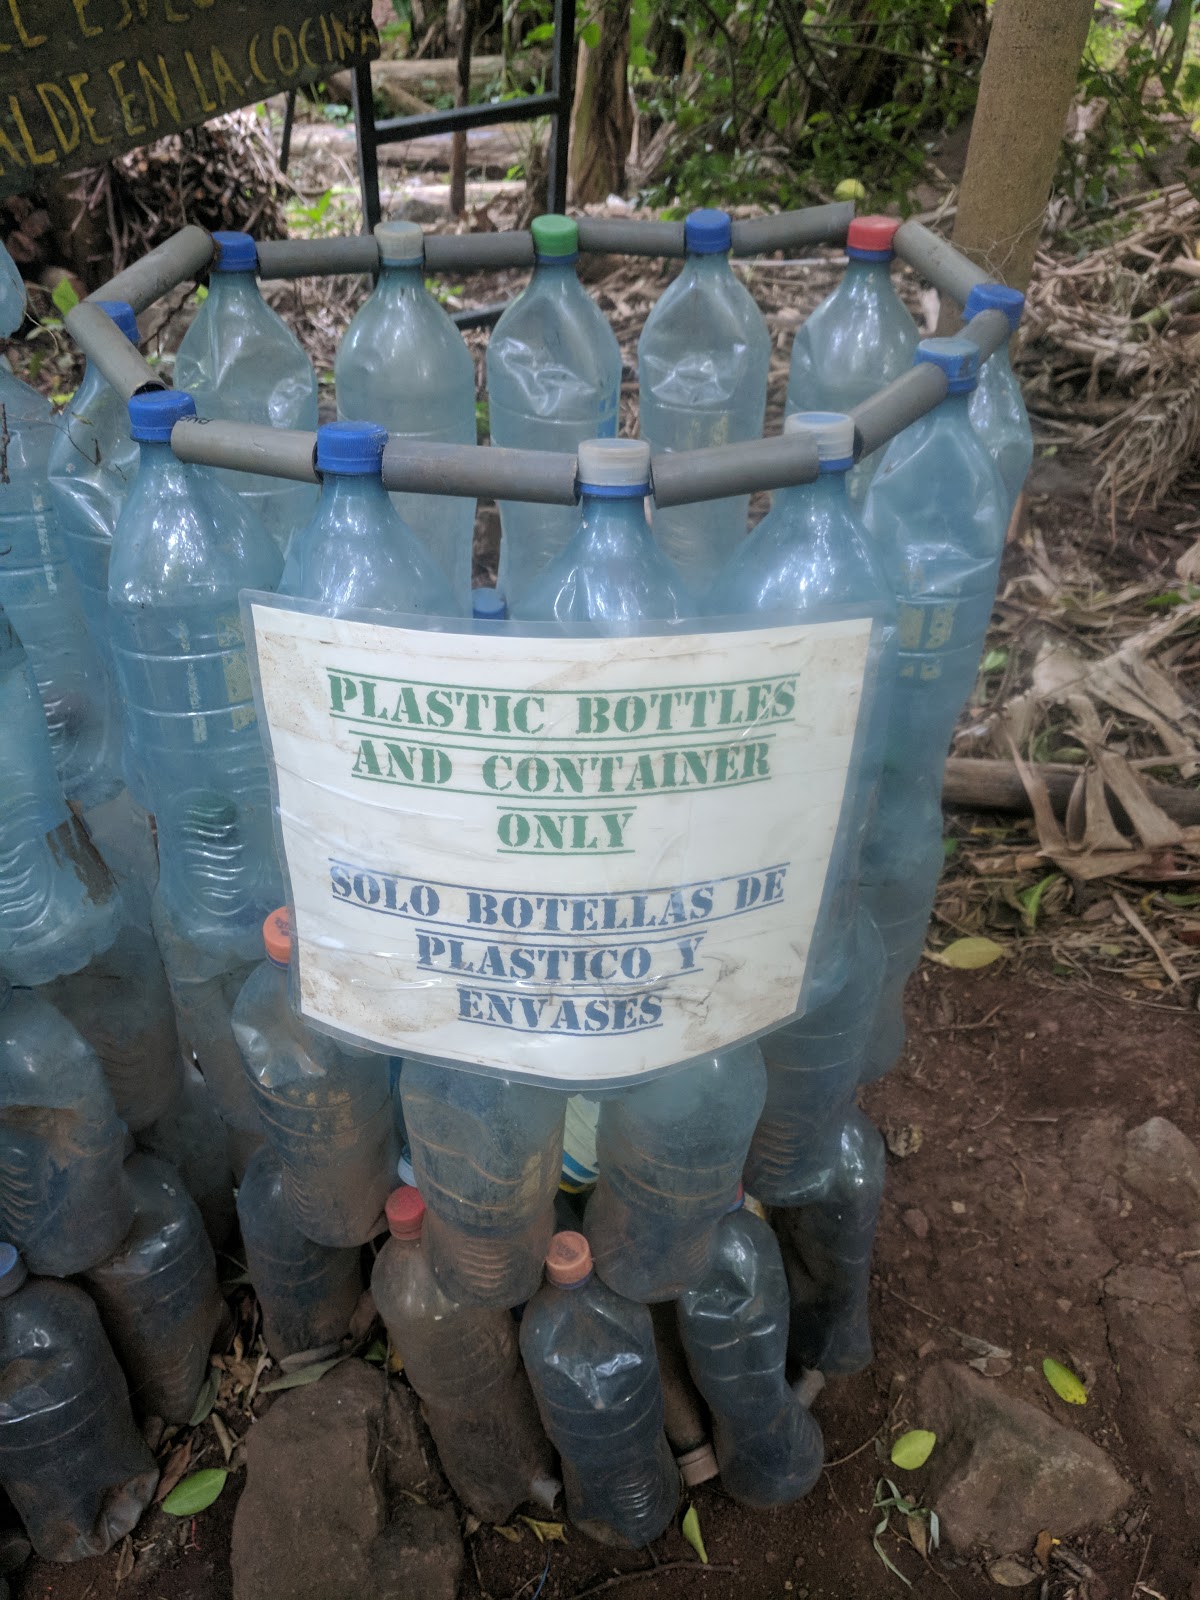 EN LA COCINA
PLASTIC BOTTLES
AND CONTAINER
ONLY
SOLO BOTELLAS DE
PLASTICO Y
ENVASES